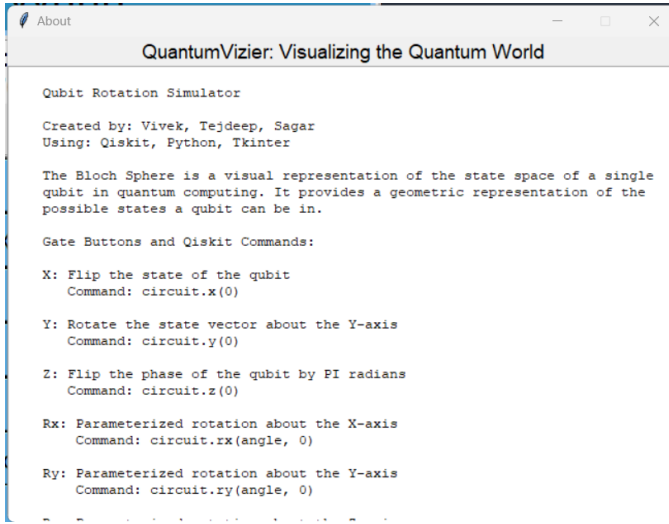 About
QuantumVizier: Visualizing the Quantum World
Qubit Rotation Simulator
Created by: Vivek, Tejdeep, Sagar
Using: Qiskit, Python, Tkinter
The Bloch Sphere is a visual representation of the state space of a single
qubit in quantum computing. It provides a geometric representation of the
possible states a qubit can be in.
Gate Buttons and Qiskit Commands:
X: Flip the state of the qubit
Command: circuit.x(0)
Y: Rotate the state vector about the Y-axis
Command: circuit.y(0)
Z: Flip the phase of the qubit by PI radians
Command: circuit.z(0)
Rx: Parameterized rotation about the X-axis
Command: circuit.rx(angle, 0)
Ry: Parameterized rotation about the Y-axis
Command: circuit.ry(angle, 0)